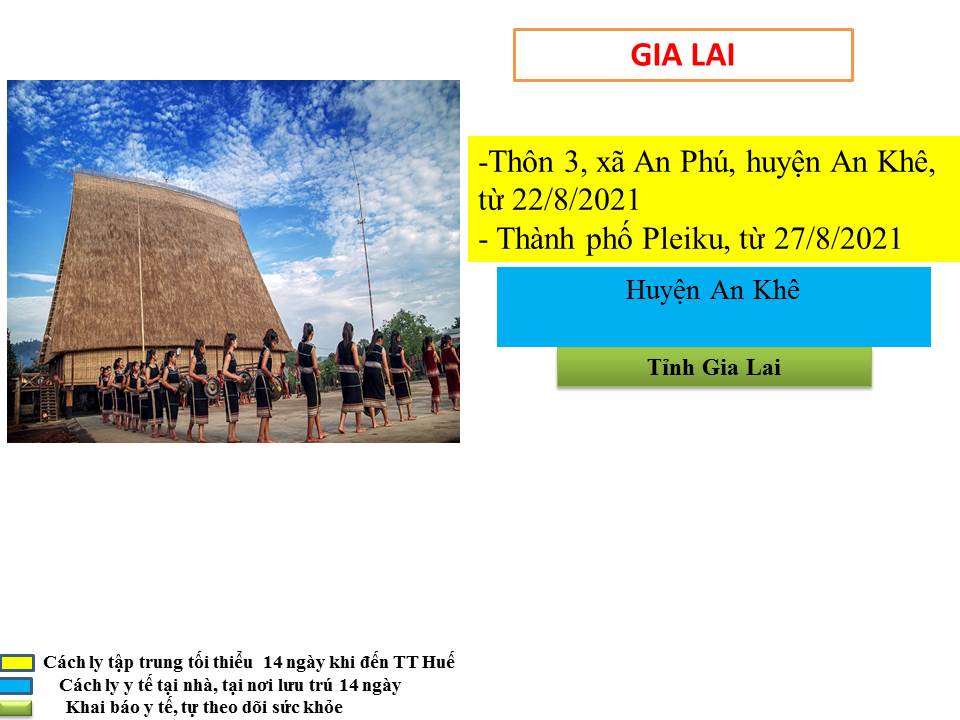 GIA LAI
-Thôn 3, xã An Phú, huyện An Khê,
từ 22/8/2021
- Thành phố Pleiku, từ 27/8/2021
Huyện An Khê
Tỉnh Gia Lai
Cách ly tập trung tối thiểu 14 ngày khi đến TT Huế
Cách ly y tế tại nhà, tại nơi lưu trú 14 ngày
Khai báo y tế, tự theo dõi sức khỏe